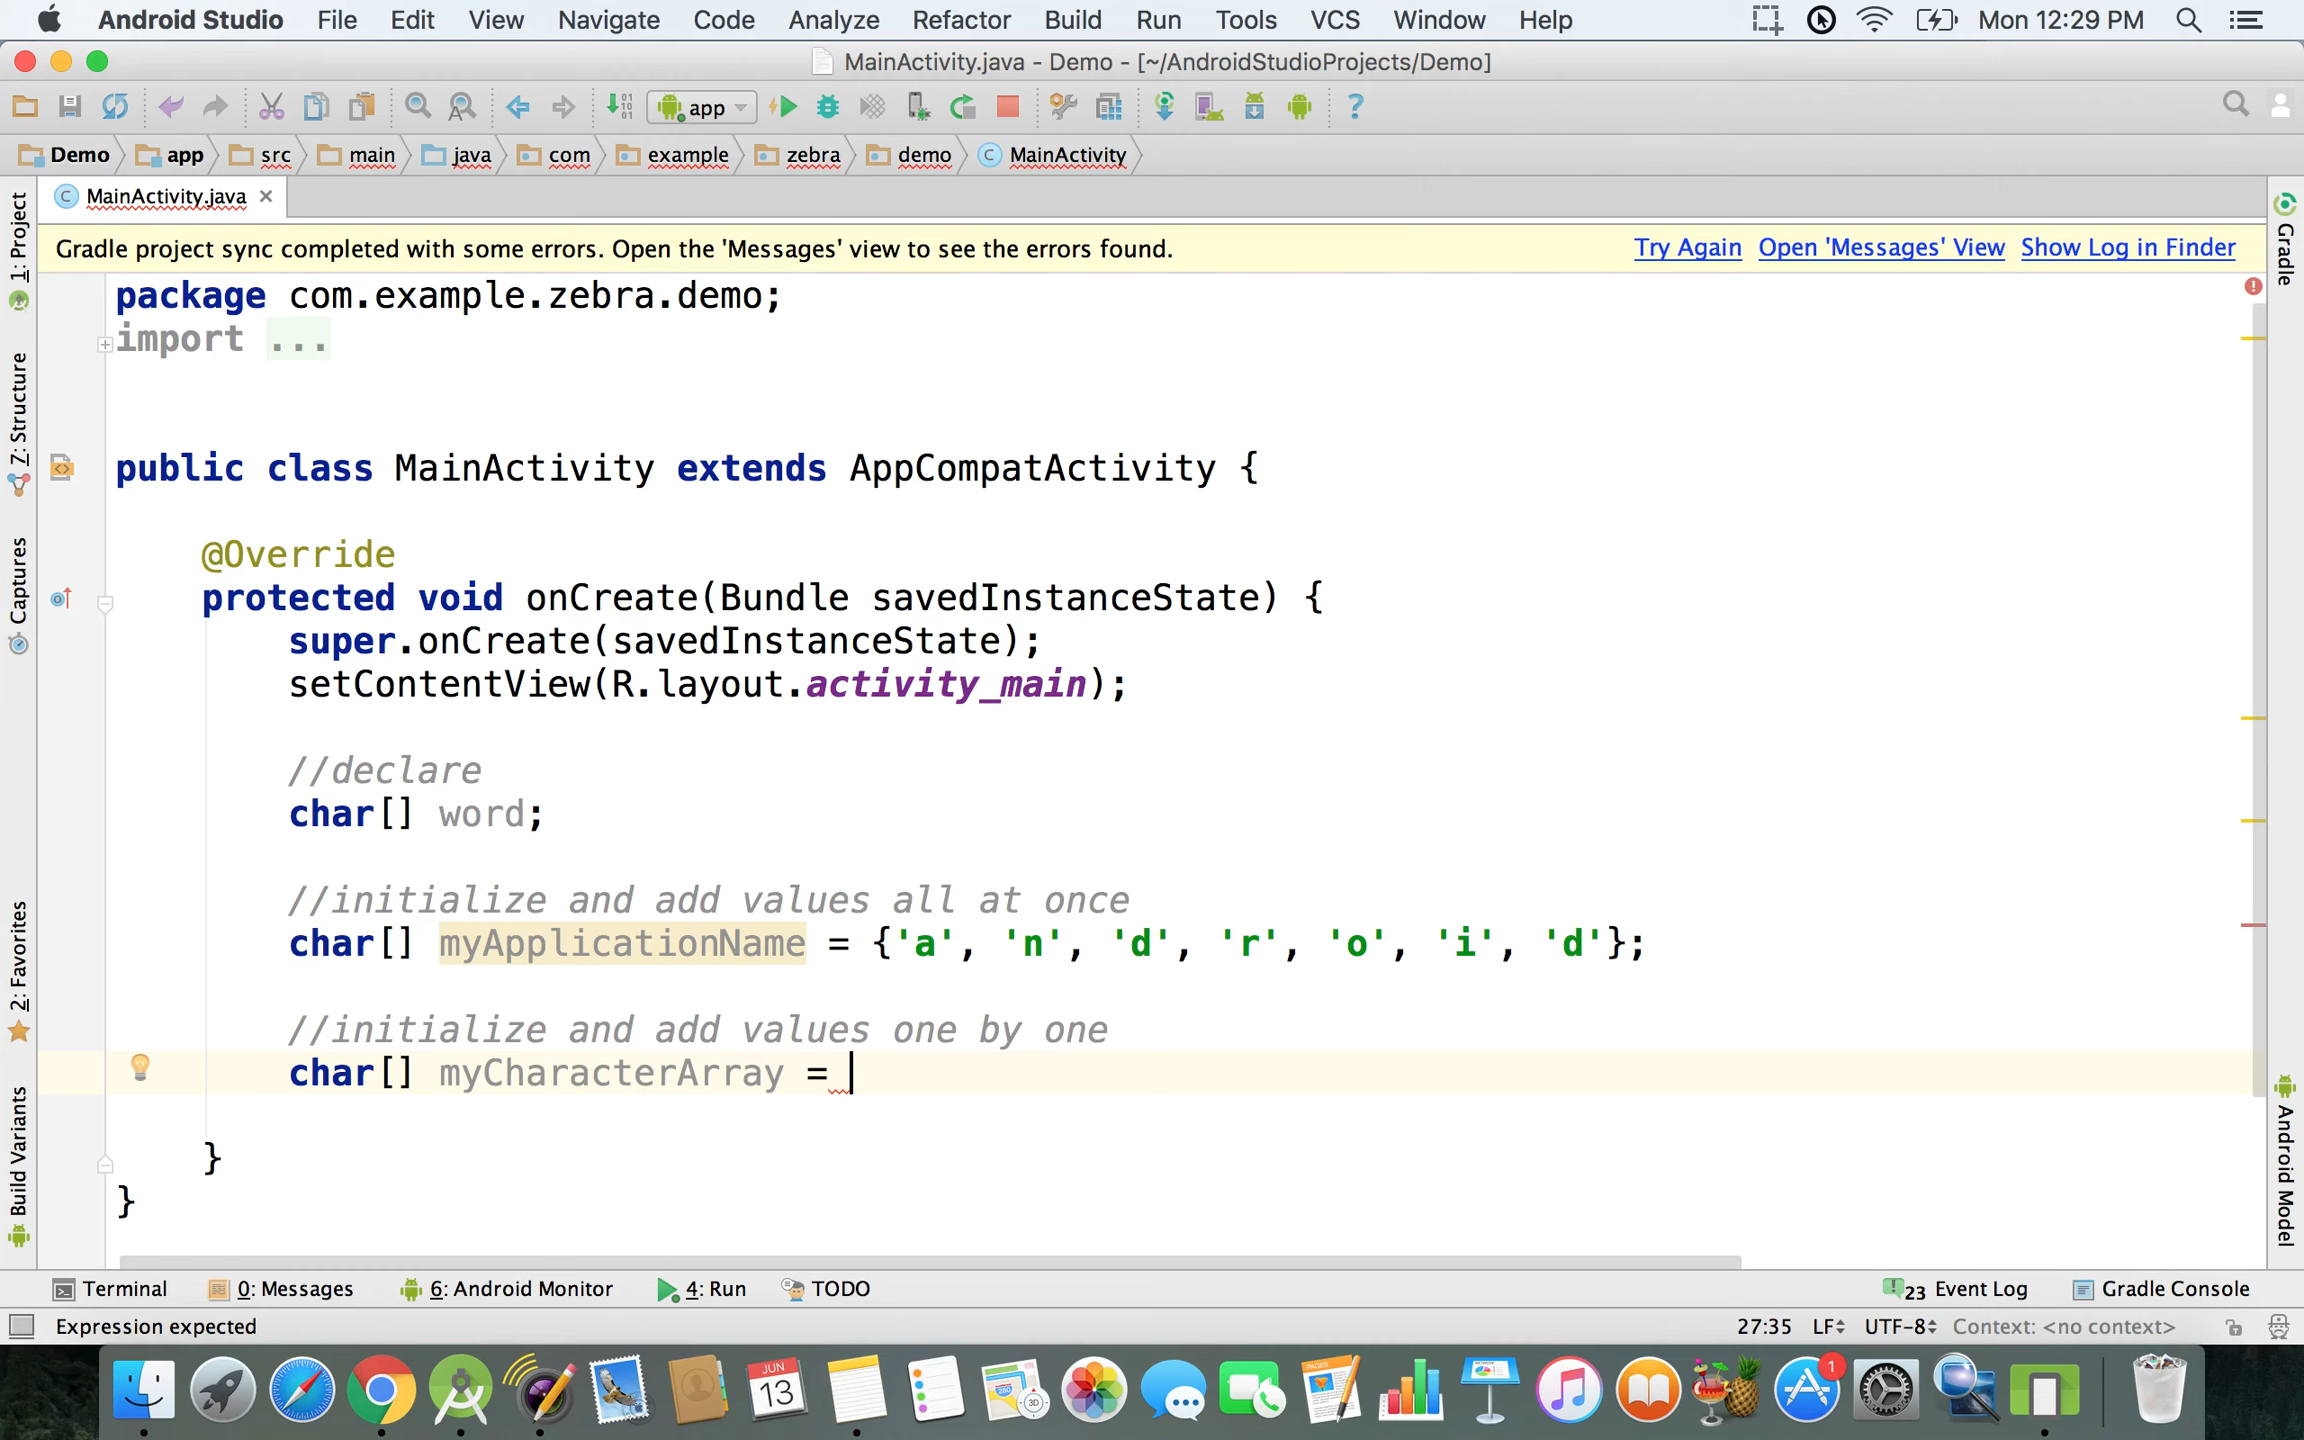 Android Studio File Edit View Navigate Code Analyze Refactor Build Run Tools VCS Window Help Mon 12:29 PM
MainActivity.java - Demo - [~/AndroidStudioProjects/Demo]
app
Demo app src main java com example zebra demo MainActivity
MainActivity.java
Gradle project sync completed with some errors. Open the 'Messages' view to see the errors found. Try Again Open 'Messages' View Show Log in Finder
1: Project
Z: Structure
Captures
2: Favorites
Build Variants
package com.example.zebra.demo;
import ...
public class MainActivity extends AppCompatActivity {
@Override
protected void onCreate(Bundle savedInstanceState) {
super.onCreate(savedInstanceState);
setContentView(R.layout.activity_main);
//declare
char[] word;
//initialize and add values all at once
char[] myApplicationName = {'a', 'n', 'd', 'r', 'o', 'i', 'd'};
//initialize and add values one by one
char[] myCharacterArray =
}
}
Gradle
Android Model
Terminal 0: Messages 6: Android Monitor 4: Run TODO 23 Event Log Gradle Console
Expression expected 27:35 LF UTF-8 Context: <no context>
JUN
13
PAGES
280
3D
1